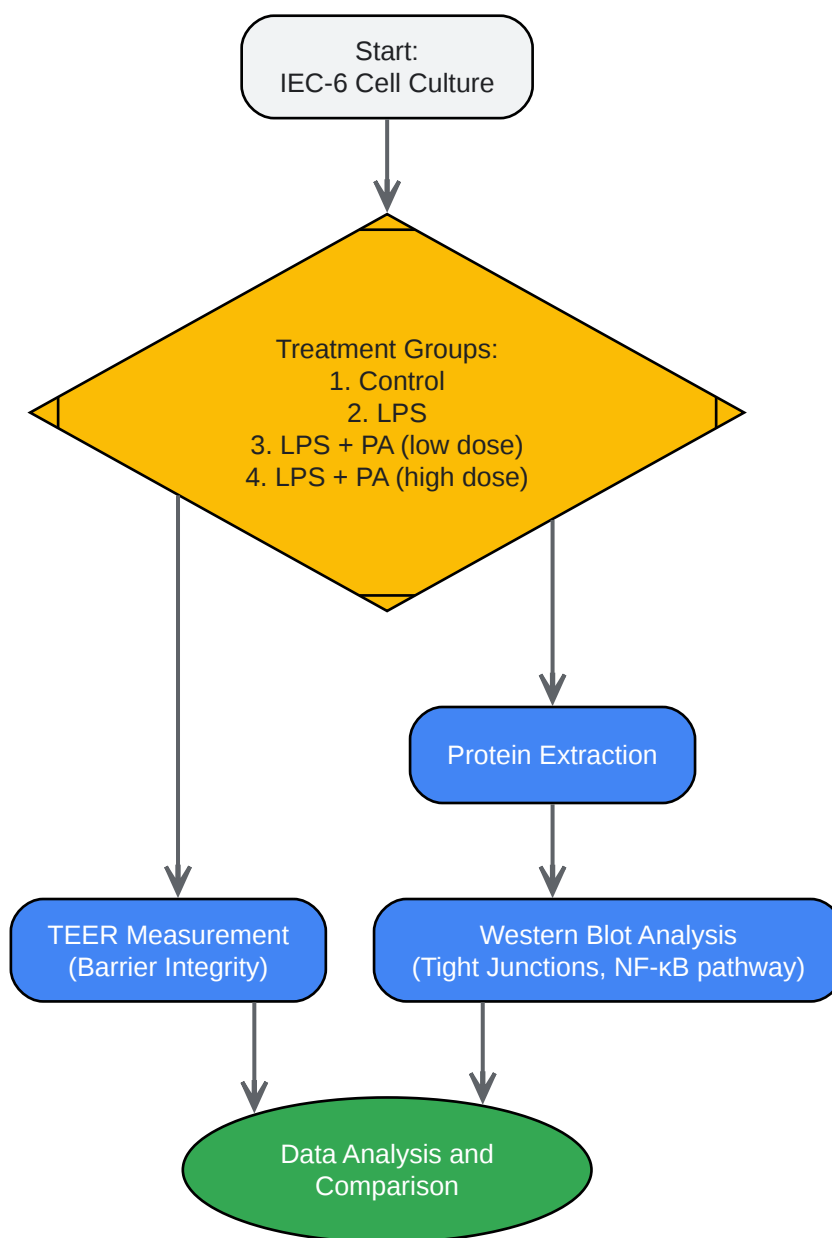 Start:
IEC-6 Cell Culture
Treatment Groups:
1. Control
2. LPS
3. LPS + PA (low dose)
4. LPS + PA (high dose)
Protein Extraction
TEER Measurement
(Barrier Integrity)
Western Blot Analysis
(Tight Junctions, NF-κB pathway)
Data Analysis and
Comparison